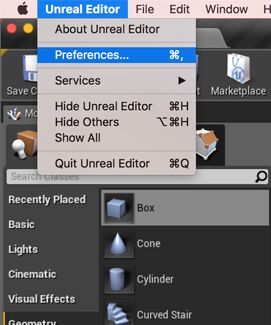 Unreal Editor File Edit Window
About Unreal Editor
Preferences... ⌘,
Services
Hide Unreal Editor ⌘H
Hide Others ⌥⌘H
Show All
Quit Unreal Editor ⌘Q
Save
Marketplace
Search Classes
Recently Placed
Basic
Lights
Cinematic
Visual Effects
Geometry
Box
Cone
Cylinder
Curved Stair